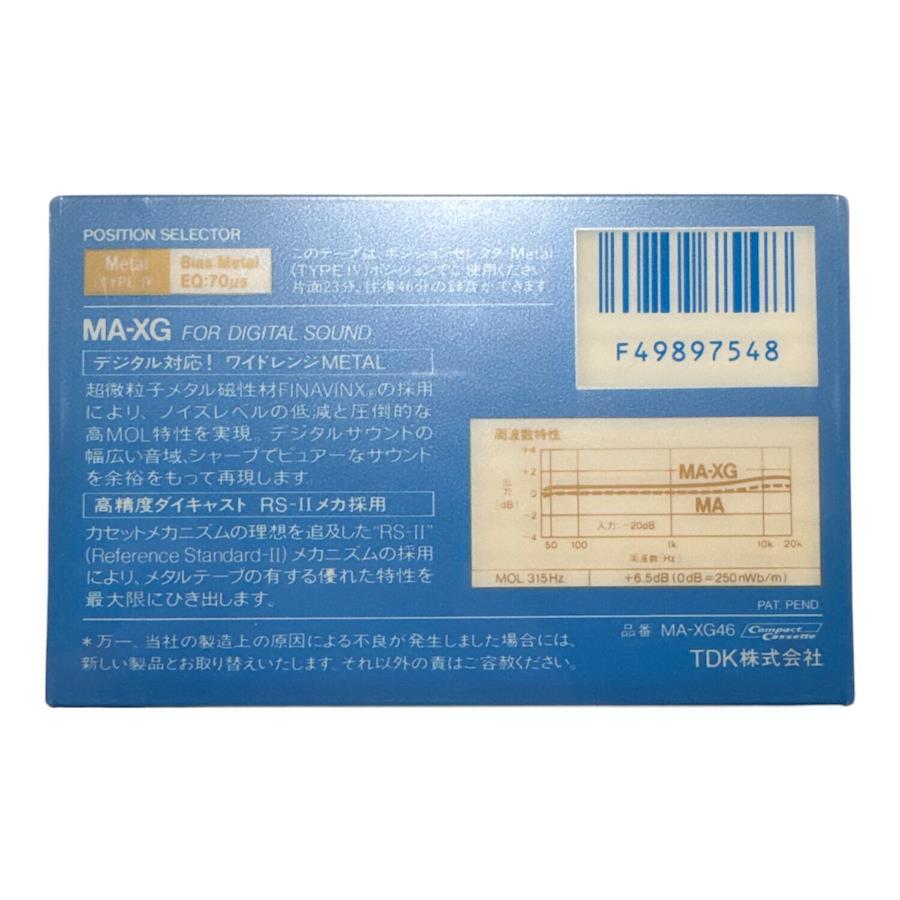 POSITION SELECTOR
Metal
(TYPE IV)
Bias:Metal
EQ:70μs
このテープは、ポジションセレクタ Metal
(TYPE IV)ポジションでご使用ください
片面23分、往復46分の録音ができます
F49897548
MA-XG FOR DIGITAL SOUND
デジタル対応! ワイドレンジMETAL
超微粒子メタル磁性材FINAVINX®の採用
により、ノイズレベルの低減と圧倒的な
高MOL特性を実現。デジタルサウンドの
幅広い音域、シャープでピュアーなサウンド
を余裕をもって再現します。
高精度ダイキャスト RS-IIメカ採用
カセットメカニズムの理想を追及した“RS-II”
(Reference Standard-II)メカニズムの採用
により、メタルテープの有する優れた特性を
最大限にひき出します。
周波数特性
出力
[dB]
+4
+2
0
-2
-4
MA-XG
MA
入力:-20dB
50 100 1k 10k 20k
周波数[Hz]
MOL 315Hz +6.5dB(0dB=250nWb/m)
PAT. PEND
品番 MA-XG46 Compact Cassette
TDK株式会社
*万一、当社の製造上の原因による不良が発生しました場合には、
新しい製品とお取り替えいたします。それ以外の責はご容赦ください。